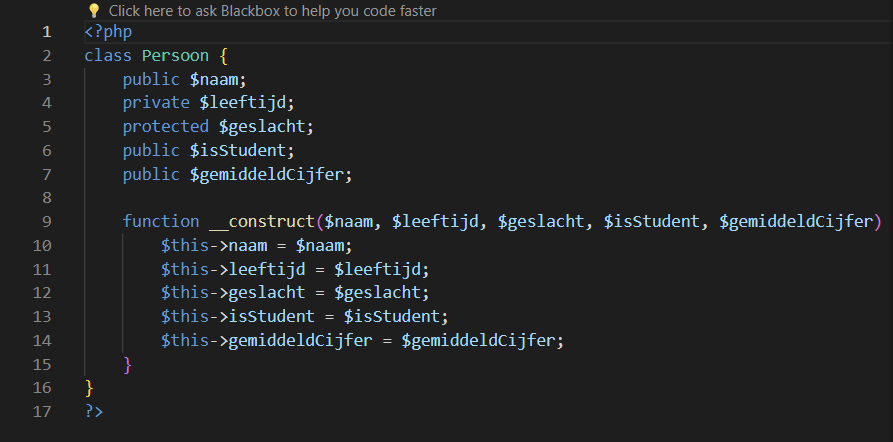 Click here to ask Blackbox to help you code faster
1 <?php
2 class Persoon {
3     public $naam;
4     private $leeftijd;
5     protected $geslacht;
6     public $isStudent;
7     public $gemiddeldCijfer;
8
9     function __construct($naam, $leeftijd, $geslacht, $isStudent, $gemiddeldCijfer)
10         $this->naam = $naam;
11         $this->leeftijd = $leeftijd;
12         $this->geslacht = $geslacht;
13         $this->isStudent = $isStudent;
14         $this->gemiddeldCijfer = $gemiddeldCijfer;
15     }
16 }
17 ?>